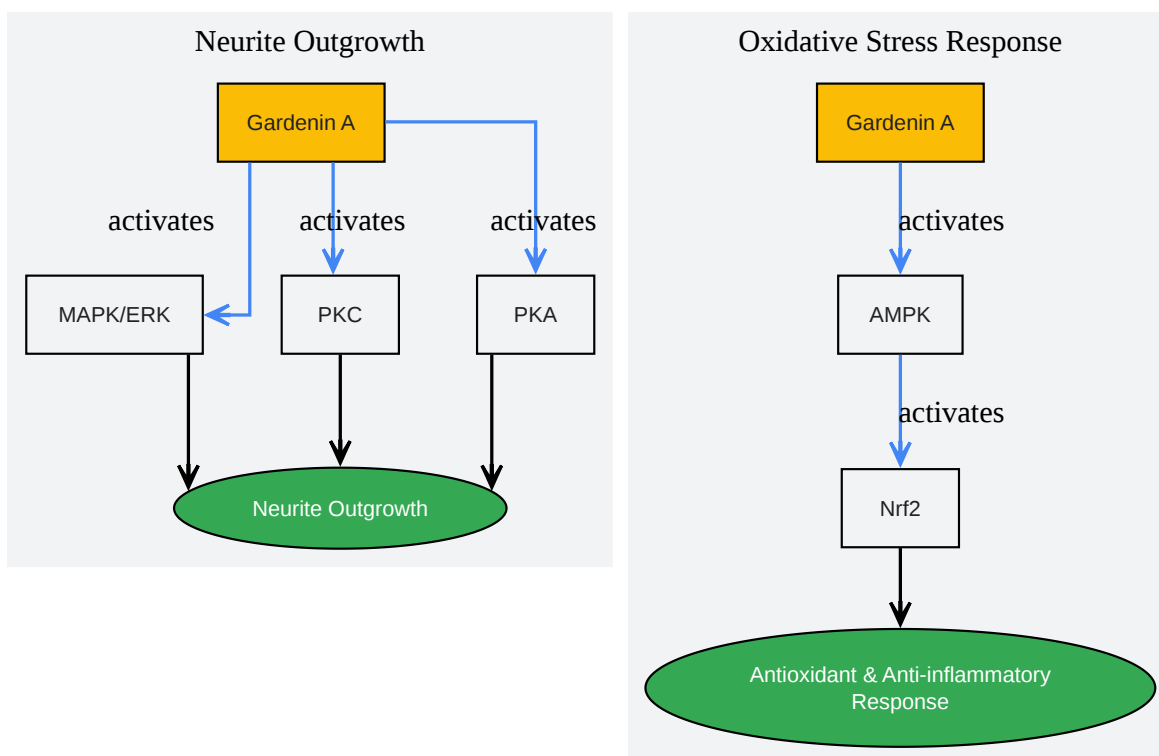 Neurite Outgrowth
Gardenin A
activates
activates
activates
MAPK/ERK
PKC
PKA
Neurite Outgrowth
Oxidative Stress Response
Gardenin A
activates
AMPK
activates
Nrf2
Antioxidant & Anti-inflammatory
Response